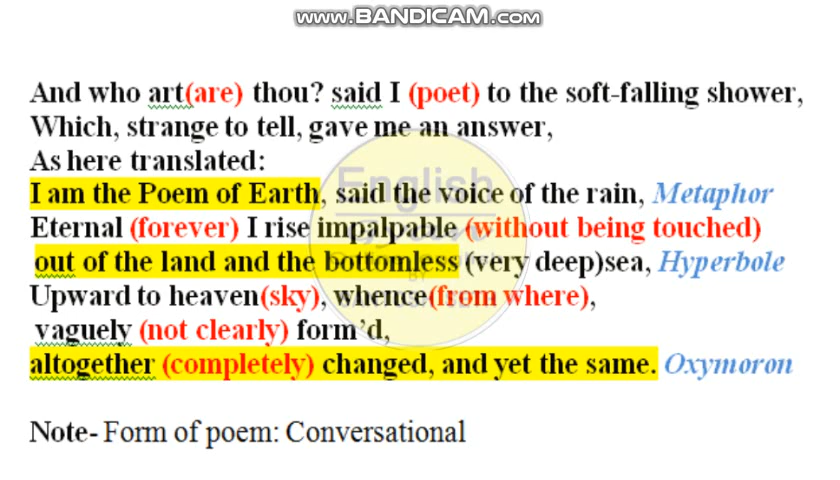 www.BANDICAM.com
And who art(are) thou? said I (poet) to the soft-falling shower,
Which, strange to tell, gave me an answer,
As here translated:
I am the Poem of Earth, said the voice of the rain, Metaphor
Eternal (forever) I rise impalpable (without being touched)
out of the land and the bottomless (very deep)sea, Hyperbole
Upward to heaven(sky), whence(from where),
vaguely (not clearly) form’d,
altogether (completely) changed, and yet the same. Oxymoron
Note- Form of poem: Conversational
English
BY